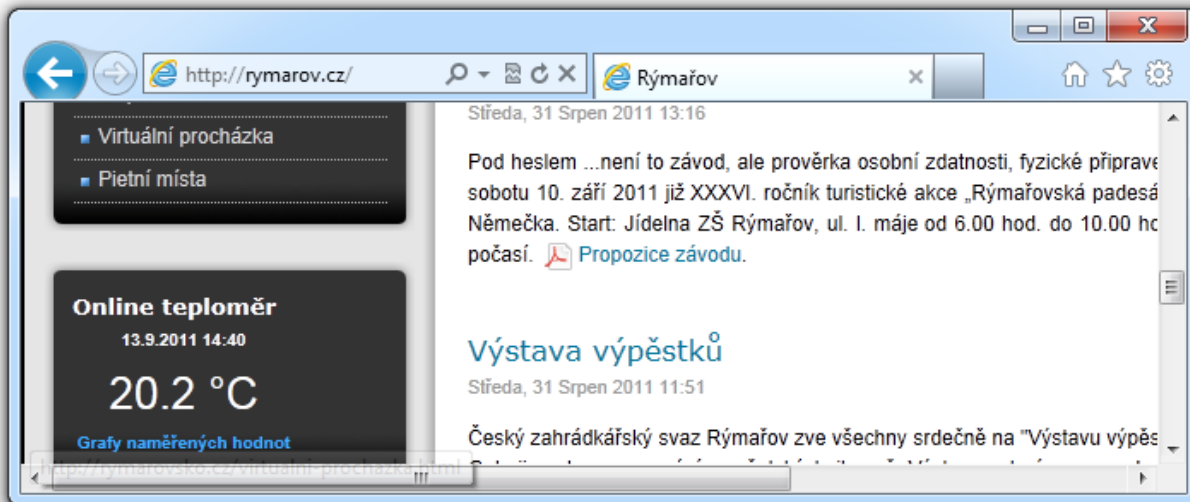 http://rymarov.cz/
Rýmařov
Virtuální procházka
Pietní místa
Online teploměr
13.9.2011 14:40
20.2 °C
Grafy naměřených hodnot
http://rymarovsko.cz/virtualni-prochazka.html
Středa, 31 Srpen 2011 13:16
Pod heslem ...není to závod, ale prověrka osobní zdatnosti, fyzické připrave
sobotu 10. září 2011 již XXXVI. ročník turistické akce „Rýmařovská padesá
Němečka. Start: Jídelna ZŠ Rýmařov, ul. I. máje od 6.00 hod. do 10.00 ho
počasí. Propozice závodu.
Výstava výpěstků
Středa, 31 Srpen 2011 11:51
Český zahrádkářský svaz Rýmařov zve všechny srdečně na "Výstavu výpěs